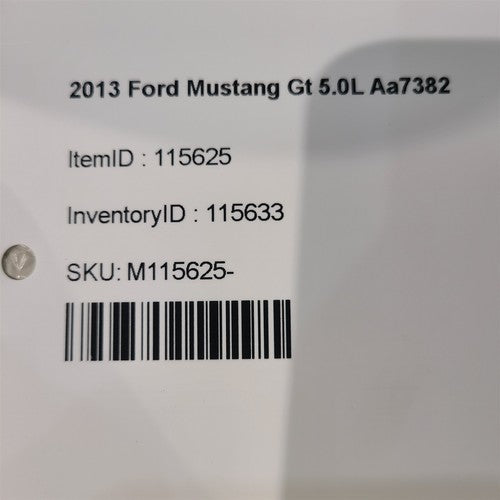 2013 Ford Mustang Gt 5.0L Aa7382
ItemID : 115625
InventoryID : 115633
SKU: M115625-